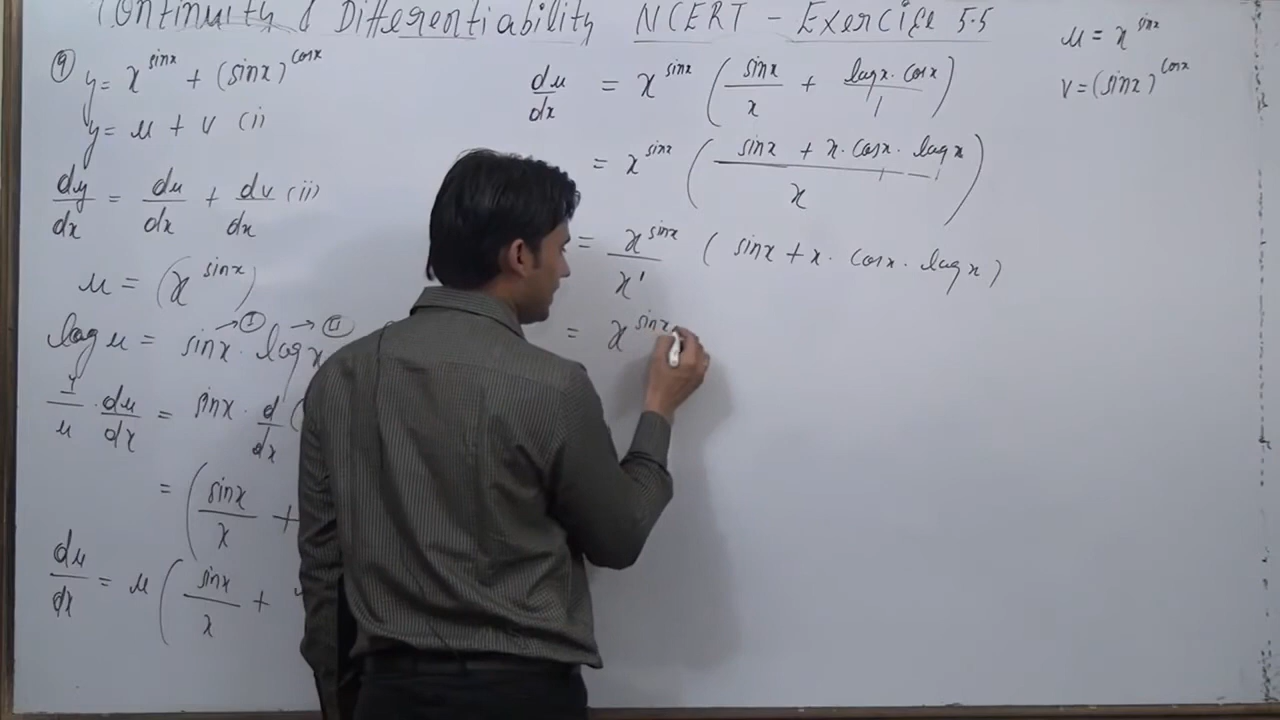 Continuity & Differentiability NCERT - Exercise 5.5
9 y = x^sinx + (sinx)^cosx
y = u + v (i)
dy/dx = du/dx + dv/dx (ii)
u = (x^sinx)
log u = sinx · log x
I II
1/u · du/dx = sinx · d/dx (
= ( sinx/x +
du/dx = u ( sinx/x +
du/dx = x^sinx ( sinx/x + logx · cosx/1 )
= x^sinx ( sinx + x · cosx · log x / x )
= x^sinx/x^1 ( sinx + x · cosx · log x )
= x^sinx
u = x^sinx
v = (sinx)^cosx